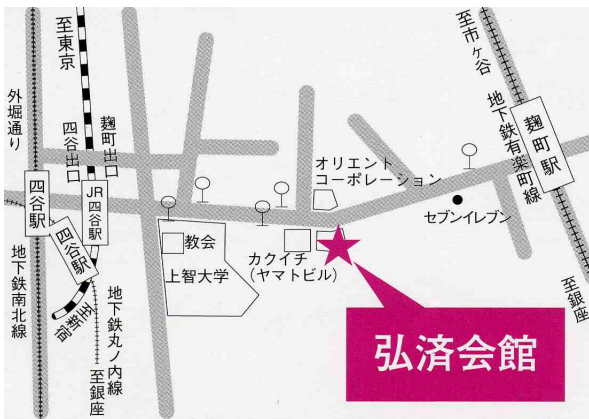 至東京
至市ヶ谷
外堀通り
四谷出口
麹町出口
地下鉄有楽町線
麹町駅
オリエント
コーポレーション
四谷駅
JR
四谷駅
四谷駅
セブンイレブン
教会
上智大学
カクイチ
(ヤマトビル)
地下鉄南北線
至新宿
地下鉄丸ノ内線
至銀座
至銀座
弘済会館